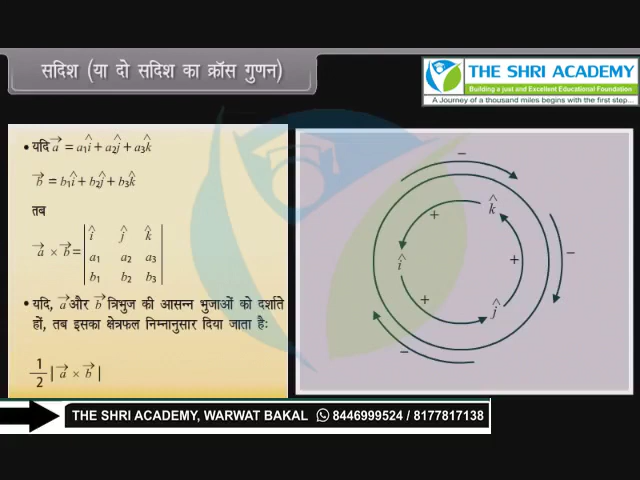 सदिश (या दो सदिश का क्रॉस गुणन)
THE SHRI ACADEMY
Building a just and Excellent Educational Foundation
A Journey of a thousand miles begins with the first step...
• यदि a⃗ = a₁î + a₂ĵ + a₃k̂
b⃗ = b₁î + b₂ĵ + b₃k̂
तब
a⃗ × b⃗ = | î ĵ k̂ |
| a₁ a₂ a₃ |
| b₁ b₂ b₃ |
• यदि, a⃗ और b⃗ त्रिभुज की आसन्न भुजाओं को दर्शाते
हों, तब इसका क्षेत्रफल निम्नानुसार दिया जाता है:
1/2 | a⃗ × b⃗ |
−
k̂
+
î
+
−
+
ĵ
−
THE SHRI ACADEMY, WARWAT BAKAL 8446999524 / 8177817138